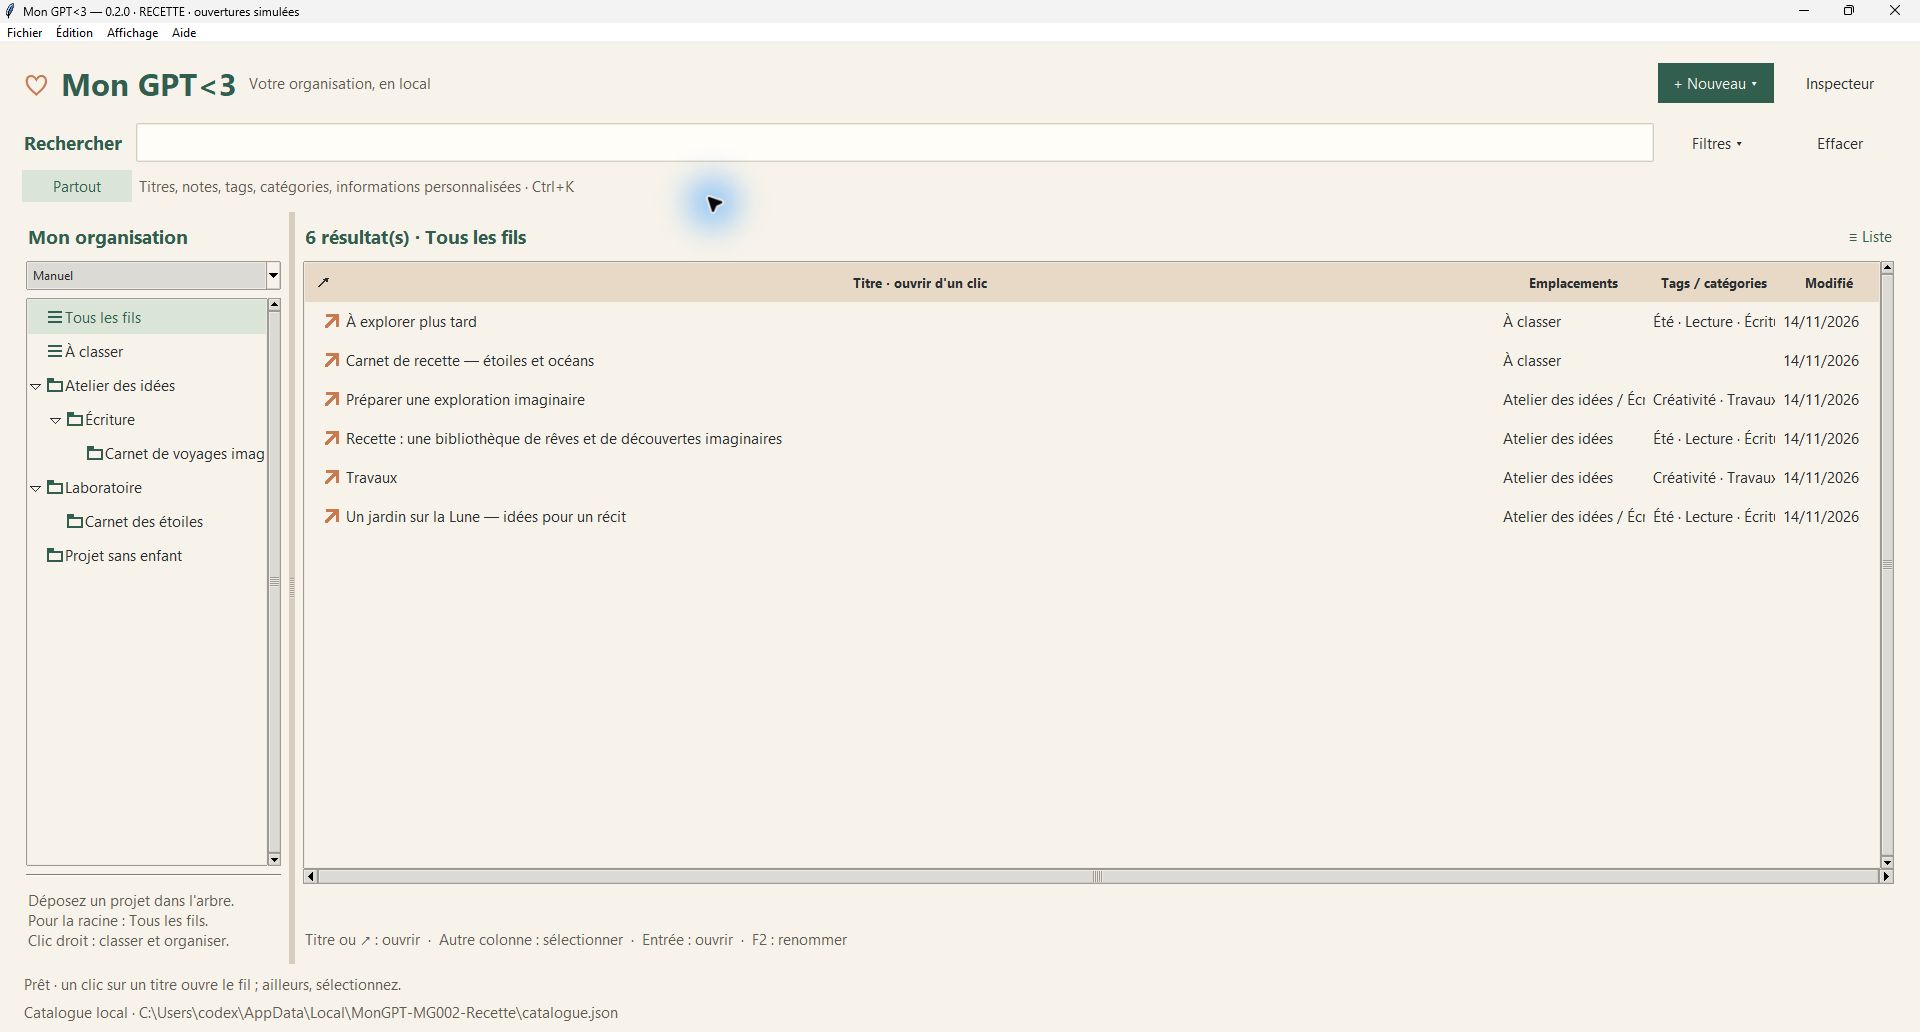 Mon GPT<3 — 0.2.0 · RECETTE · ouvertures simulées
Fichier Édition Affichage Aide
♡ Mon GPT<3 Votre organisation, en local + Nouveau ▾ Inspecteur
Rechercher Filtres ▾ Effacer
Partout Titres, notes, tags, catégories, informations personnalisées · Ctrl+K
Mon organisation
Manuel
Tous les fils
À classer
Atelier des idées
Écriture
Carnet de voyages imag
Laboratoire
Carnet des étoiles
Projet sans enfant
Déposez un projet dans l'arbre.
Pour la racine : Tous les fils.
Clic droit : classer et organiser.
6 résultat(s) · Tous les fils ≡ Liste
↗ Titre · ouvrir d'un clic Emplacements Tags / catégories Modifié
↗ À explorer plus tard À classer Été · Lecture · Écrit 14/11/2026
↗ Carnet de recette — étoiles et océans À classer 14/11/2026
↗ Préparer une exploration imaginaire Atelier des idées / Écr Créativité · Travaux 14/11/2026
↗ Recette : une bibliothèque de rêves et de découvertes imaginaires Atelier des idées Été · Lecture · Écrit 14/11/2026
↗ Travaux Atelier des idées Créativité · Travaux 14/11/2026
↗ Un jardin sur la Lune — idées pour un récit Atelier des idées / Écr Été · Lecture · Écrit 14/11/2026
Titre ou ↗ : ouvrir · Autre colonne : sélectionner · Entrée : ouvrir · F2 : renommer
Prêt · un clic sur un titre ouvre le fil ; ailleurs, sélectionnez.
Catalogue local · C:\Users\codex\AppData\Local\MonGPT-MG002-Recette\catalogue.json